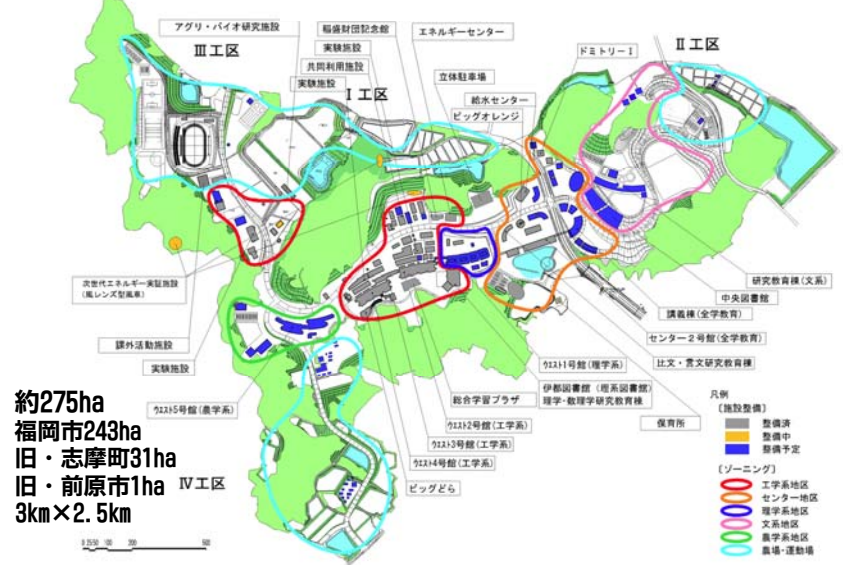 アグリ・バイオ研究施設
稲盛財団記念館
エネルギーセンター
実験施設
共同利用施設
実験施設
ドミトリーⅠ
Ⅲ工区
Ⅱ工区
Ⅰ工区
立体駐車場
給水センター
ビッグオレンジ
次世代エネルギー実証施設
(風レンズ型風車)
課外活動施設
実験施設
ウエスト5号館(農学系)
研究教育棟(文系)
中央図書館
講義棟(全学教育)
センター2号館(全学教育)
比文・言文研究教育棟
ウエスト1号館(理学系)
伊都図書館(理系図書館)
理学・数理学研究教育棟
保育所
総合学習プラザ
ウエスト2号館(工学系)
ウエスト3号館(工学系)
ウエスト4号館(工学系)
ビッグどら
Ⅳ工区
約275ha
福岡市243ha
旧・志摩町31ha
旧・前原市1ha
3km×2.5km
0 25 50 100 200 500
凡例
〔施設整備〕
整備済
整備中
整備予定
〔ゾーニング〕
工学系地区
センター地区
理学系地区
文系地区
農学系地区
農場・運動場